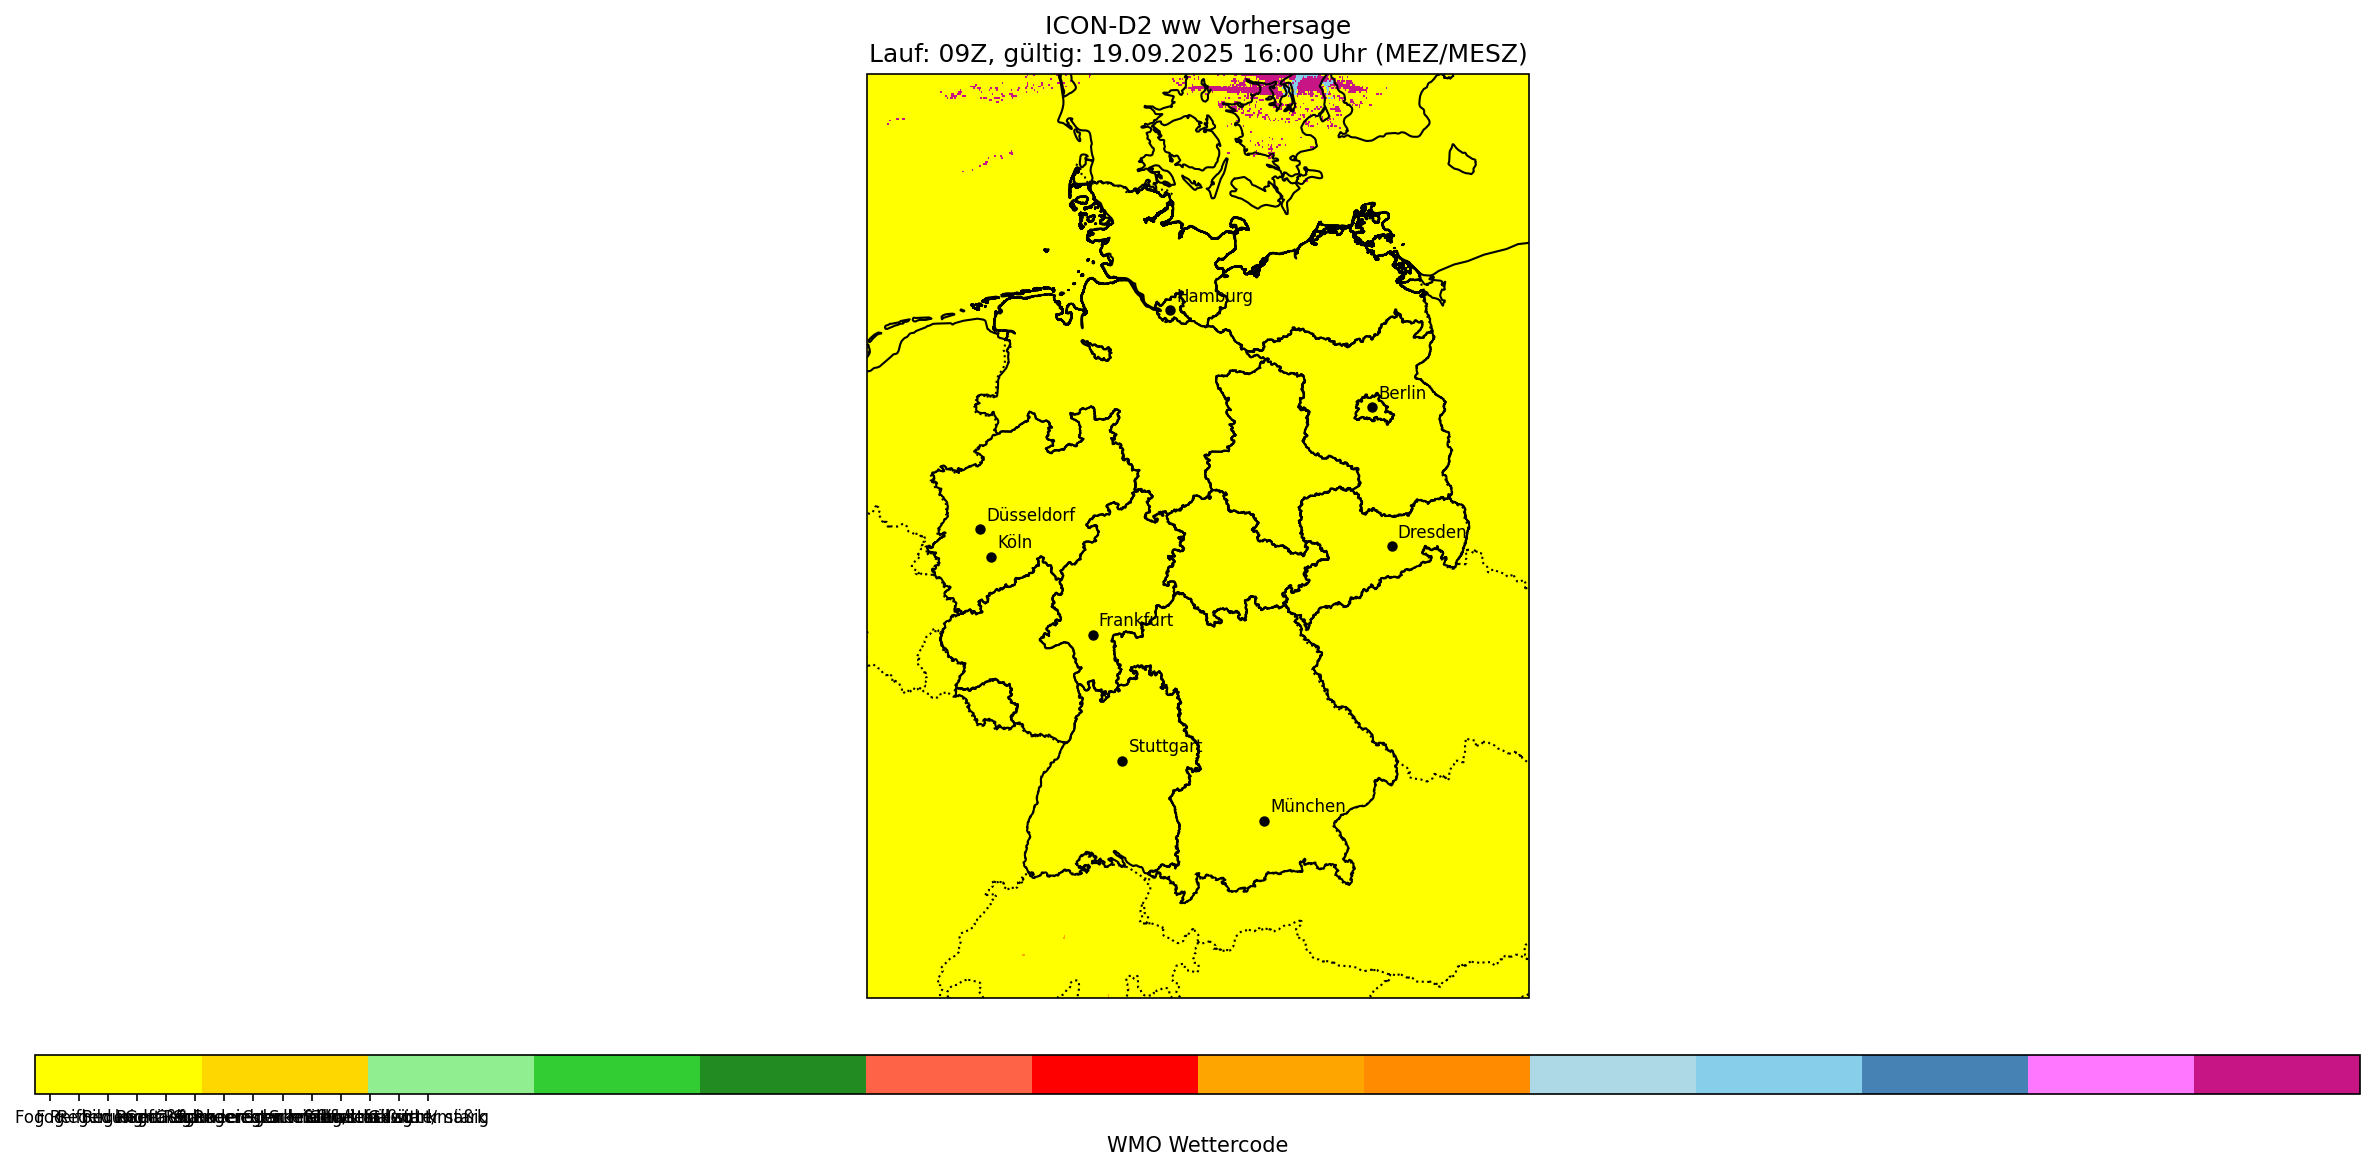 ICON-D2 ww Vorhersage
Lauf: 09Z, gültig: 19.09.2025 16:00 Uhr (MEZ/MESZ)
Hamburg
Berlin
Düsseldorf
Dresden
Köln
Frankfurt
Stuttgart
München
WMO Wettercode